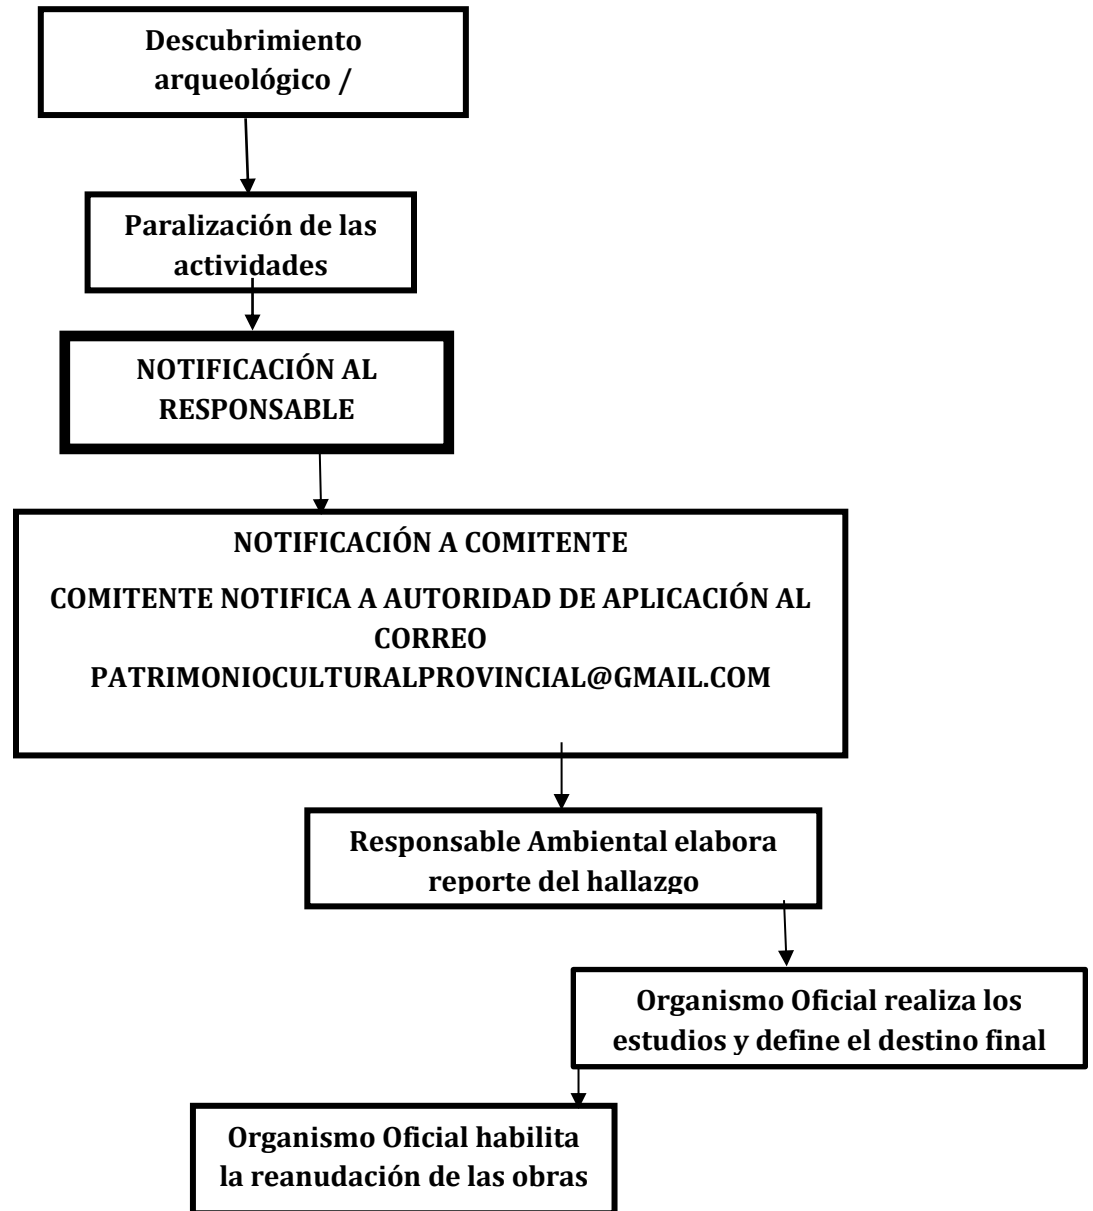 Descubrimiento
arqueológico /
Paralización de las
actividades
NOTIFICACIÓN AL
RESPONSABLE
NOTIFICACIÓN A COMITENTE
COMITENTE NOTIFICA A AUTORIDAD DE APLICACIÓN AL
CORREO
PATRIMONIOCULTURALPROVINCIAL@GMAIL.COM
Responsable Ambiental elabora
reporte del hallazgo
Organismo Oficial realiza los
estudios y define el destino final
Organismo Oficial habilita
la reanudación de las obras